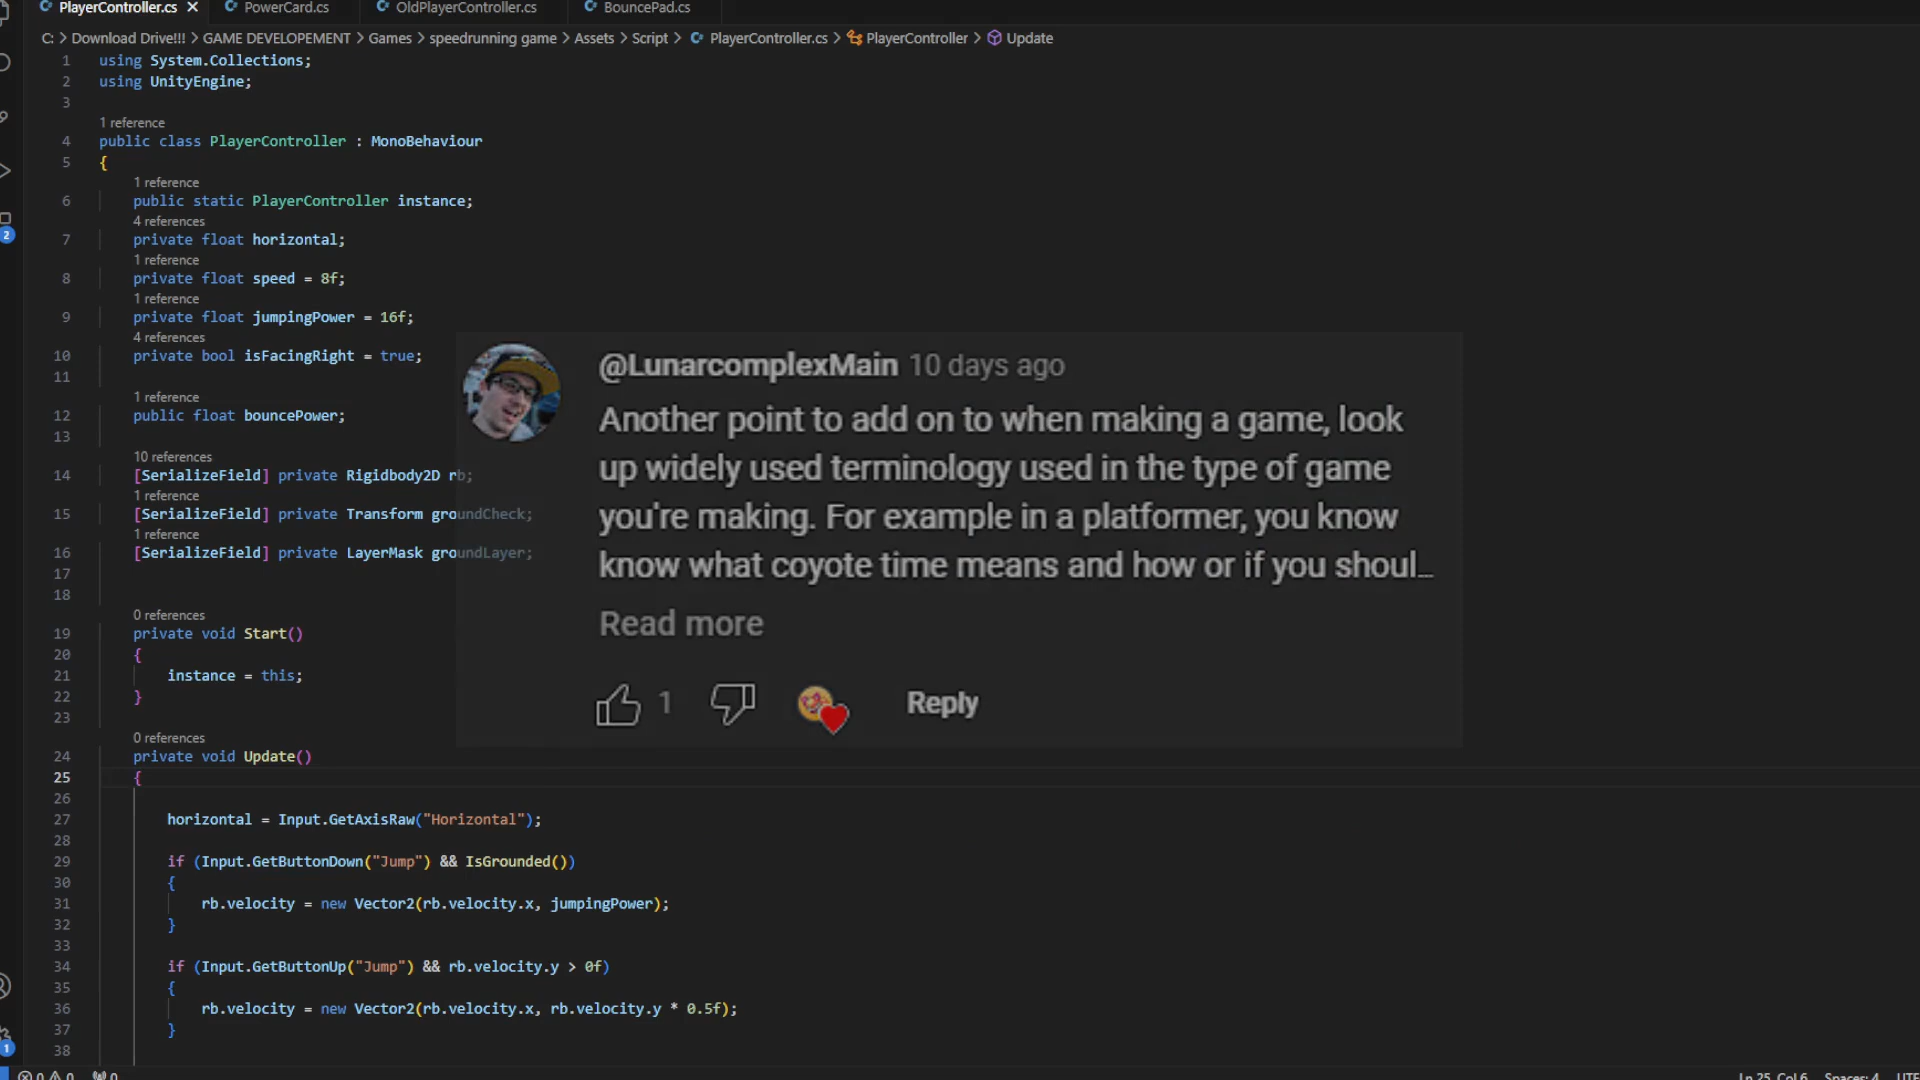 PlayerController.cs
PowerCard.cs
OldPlayerController.cs
BouncePad.cs
C: > Download Drive!!! > GAME DEVELOPEMENT > Games > speedrunning game > Assets > Script > PlayerController.cs > PlayerController > Update
1 using System.Collections;
2 using UnityEngine;
3
1 reference
4 public class PlayerController : MonoBehaviour
5 {
1 reference
6 public static PlayerController instance;
4 references
7 private float horizontal;
1 reference
8 private float speed = 8f;
1 reference
9 private float jumpingPower = 16f;
4 references
10 private bool isFacingRight = true;
11
1 reference
12 public float bouncePower;
13
10 references
14 [SerializeField] private Rigidbody2D rb;
1 reference
15 [SerializeField] private Transform groundCheck;
1 reference
16 [SerializeField] private LayerMask groundLayer;
17
18
0 references
19 private void Start()
20 {
21 instance = this;
22 }
23
0 references
24 private void Update()
25 {
26
27 horizontal = Input.GetAxisRaw("Horizontal");
28
29 if (Input.GetButtonDown("Jump") && IsGrounded())
30 {
31 rb.velocity = new Vector2(rb.velocity.x, jumpingPower);
32 }
33
34 if (Input.GetButtonUp("Jump") && rb.velocity.y > 0f)
35 {
36 rb.velocity = new Vector2(rb.velocity.x, rb.velocity.y * 0.5f);
37 }
38
@LunarcomplexMain 10 days ago
Another point to add on to when making a game, look
up widely used terminology used in the type of game
you're making. For example in a platformer, you know
know what coyote time means and how or if you shoul...
Read more
1
Reply
2
1
0 0 0
Ln 25, Col 6 Spaces: 4 UTF